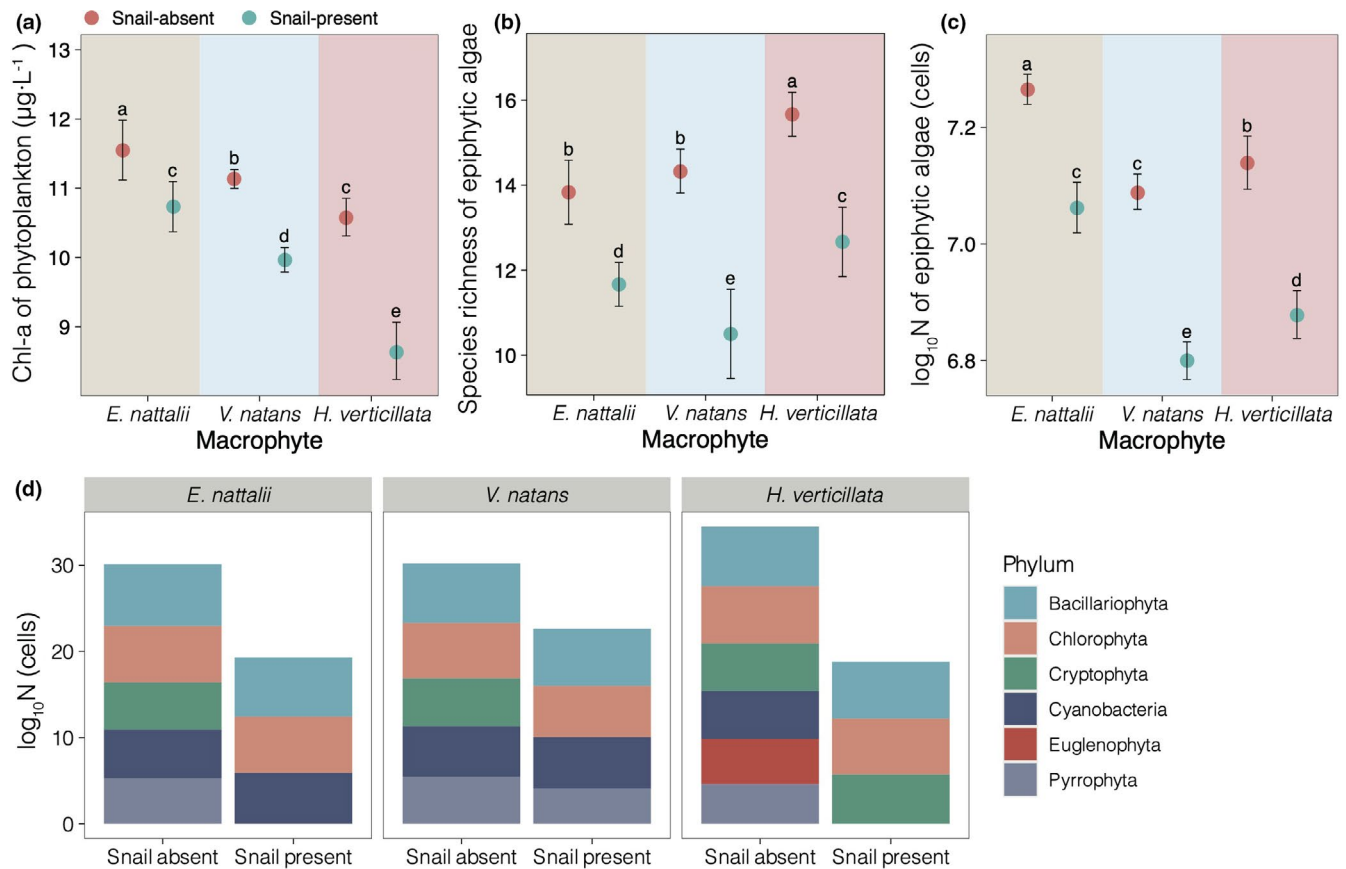 (a)
Snail-absent
Snail-present
Chl-a of phytoplankton (µg·L⁻¹ )
13
12
11
10
9
a
c
b
d
c
e
E. nattalii
V. natans
H. verticillata
Macrophyte
(b)
Species richness of epiphytic algae
16
14
12
10
b
d
b
e
a
c
E. nattalii
V. natans
H. verticillata
Macrophyte
(c)
log₁₀N of epiphytic algae (cells)
7.2
7.0
6.8
a
c
c
e
b
d
E. nattalii
V. natans
H. verticillata
Macrophyte
(d)
E. nattalii
V. natans
H. verticillata
log₁₀N (cells)
30
20
10
0
Snail absent
Snail present
Snail absent
Snail present
Snail absent
Snail present
Phylum
Bacillariophyta
Chlorophyta
Cryptophyta
Cyanobacteria
Euglenophyta
Pyrrophyta